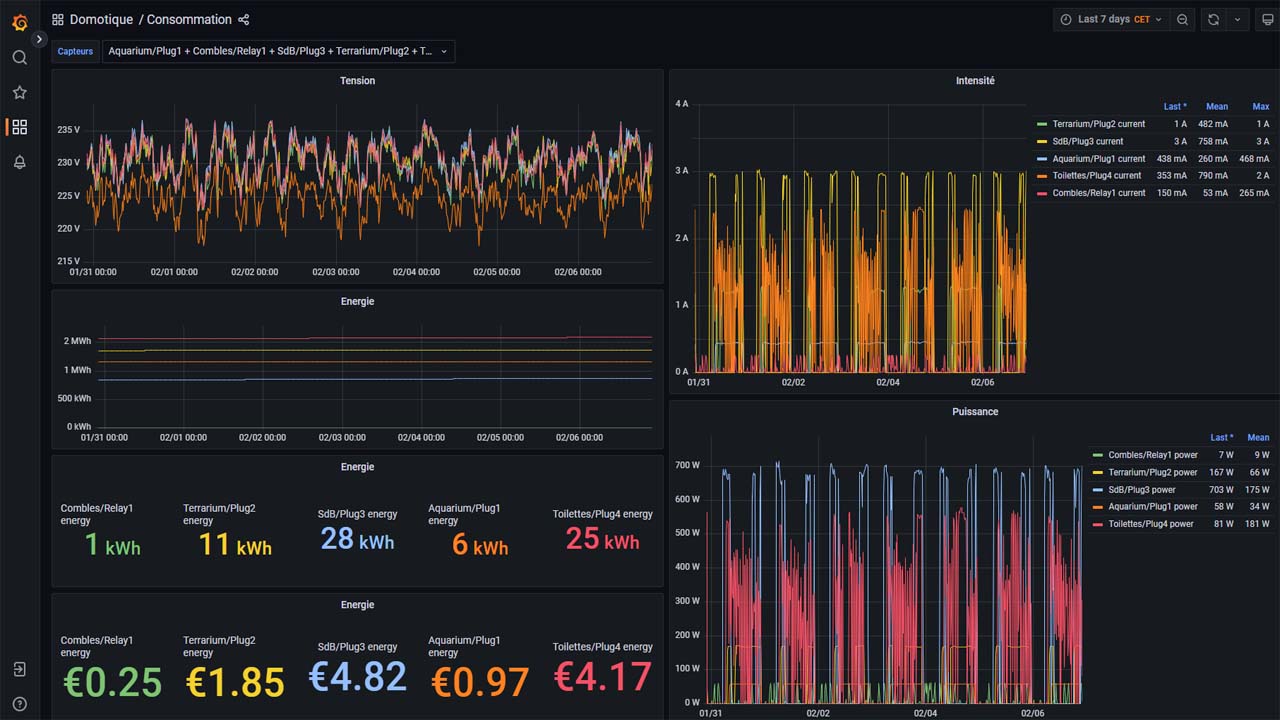 Domotique / Consommation
Last 7 days CET
Capteurs
Aquarium/Plug1 + Combles/Relay1 + SdB/Plug3 + Terrarium/Plug2 + T...
Tension
235 V
230 V
225 V
220 V
215 V
01/31 00:00 02/01 00:00 02/02 00:00 02/03 00:00 02/04 00:00 02/05 00:00 02/06 00:00
Energie
2 MWh
1 MWh
500 kWh
0 kWh
01/31 00:00 02/01 00:00 02/02 00:00 02/03 00:00 02/04 00:00 02/05 00:00 02/06 00:00
Energie
Combles/Relay1 energy
1 kWh
Terrarium/Plug2 energy
11 kWh
SdB/Plug3 energy
28 kWh
Aquarium/Plug1 energy
6 kWh
Toilettes/Plug4 energy
25 kWh
Energie
Combles/Relay1 energy
€0.25
Terrarium/Plug2 energy
€1.85
SdB/Plug3 energy
€4.82
Aquarium/Plug1 energy
€0.97
Toilettes/Plug4 energy
€4.17
Intensité
4 A
3 A
2 A
1 A
0 A
01/31 02/02 02/04 02/06
Last * Mean Max
Terrarium/Plug2 current 1 A 482 mA 1 A
SdB/Plug3 current 3 A 758 mA 3 A
Aquarium/Plug1 current 438 mA 260 mA 468 mA
Toilettes/Plug4 current 353 mA 790 mA 2 A
Combles/Relay1 current 150 mA 53 mA 265 mA
Puissance
700 W
600 W
500 W
400 W
300 W
200 W
100 W
0 W
01/31 02/02 02/04 02/06
Last * Mean
Combles/Relay1 power 7 W 9 W
Terrarium/Plug2 power 167 W 66 W
SdB/Plug3 power 703 W 175 W
Aquarium/Plug1 power 58 W 34 W
Toilettes/Plug4 power 81 W 181 W